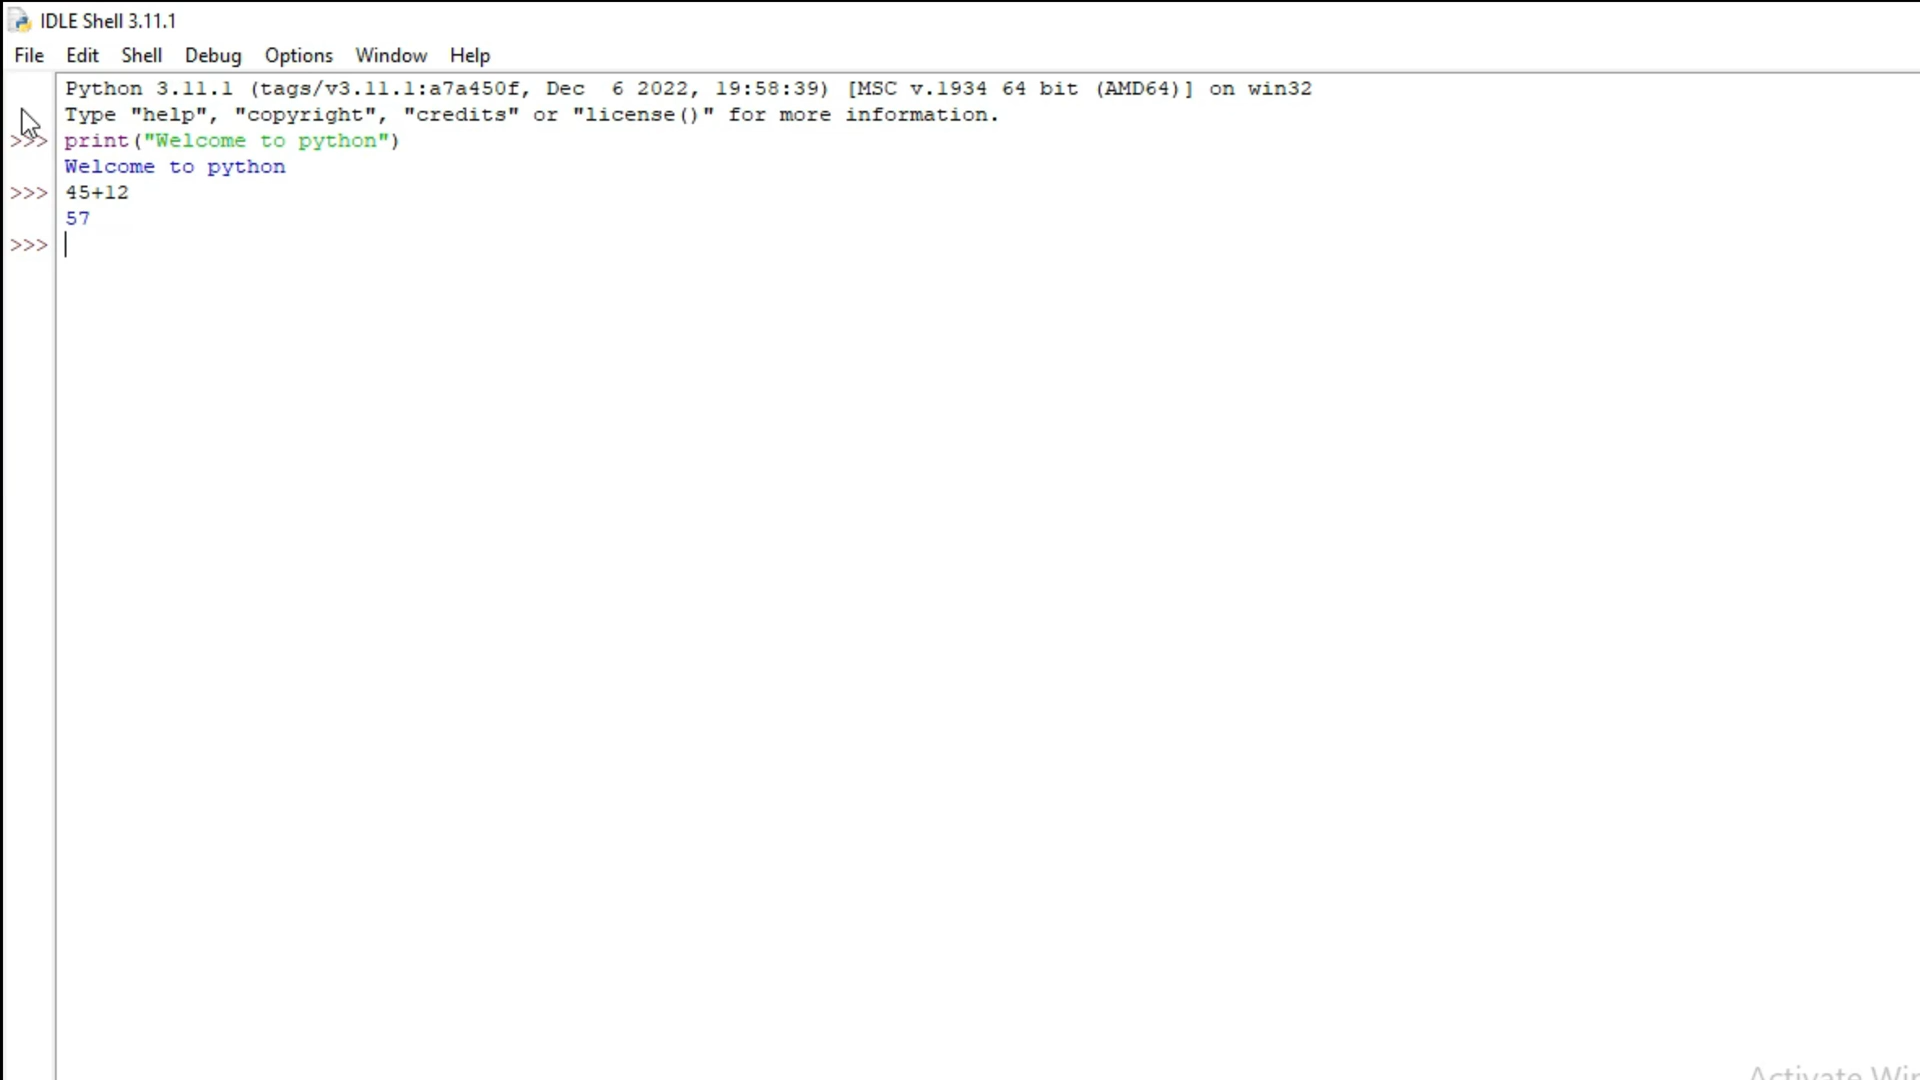 IDLE Shell 3.11.1
File Edit Shell Debug Options Window Help
Python 3.11.1 (tags/v3.11.1:a7a450f, Dec  6 2022, 19:58:39) [MSC v.1934 64 bit (AMD64)] on win32
Type "help", "copyright", "credits" or "license()" for more information.
>>> print("Welcome to python")
Welcome to python
>>> 45+12
57
>>>
Activate Win